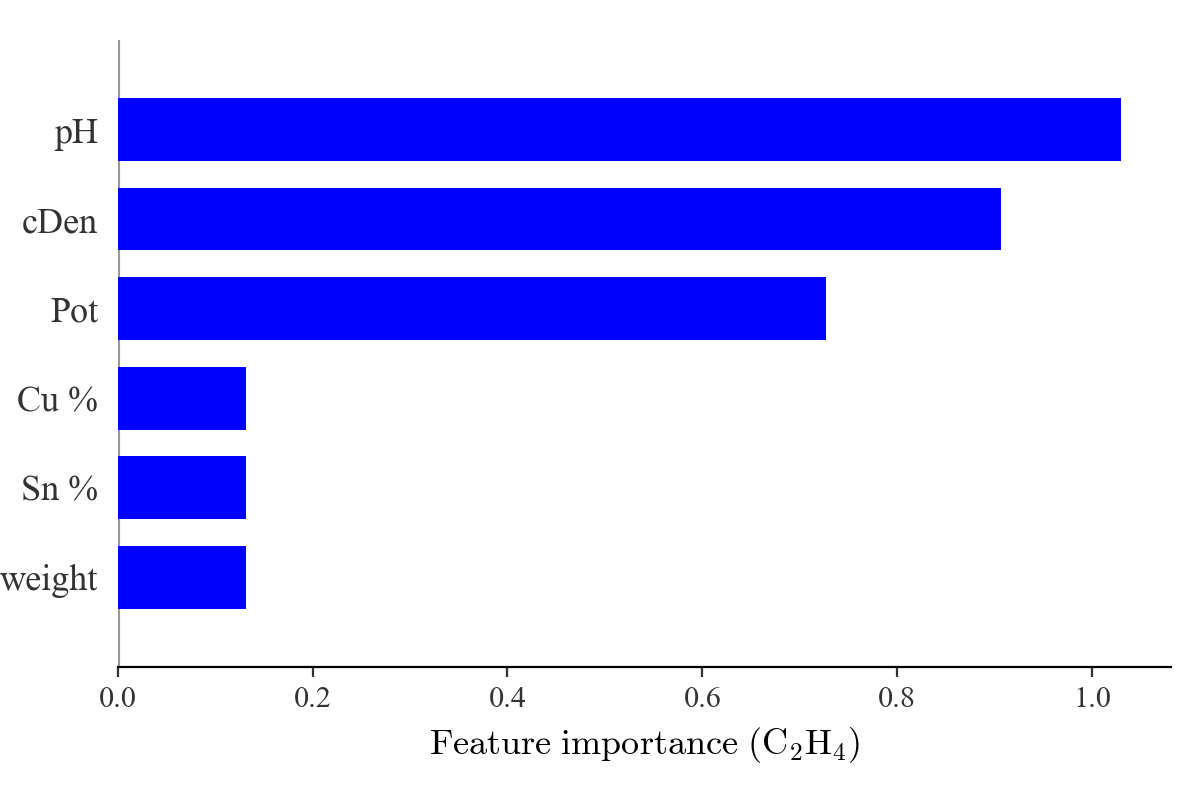 pH
cDen
Pot
Cu %
Sn %
weight
0.0 0.2 0.4 0.6 0.8 1.0
Feature importance (C₂H₄)